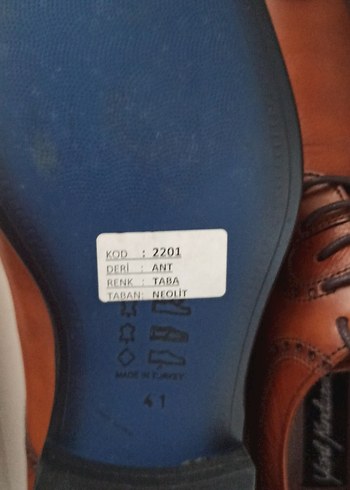 KOD : 2201
DERİ : ANT
RENK : TABA
TABAN: NEOLİT
MADE IN TURKEY
41